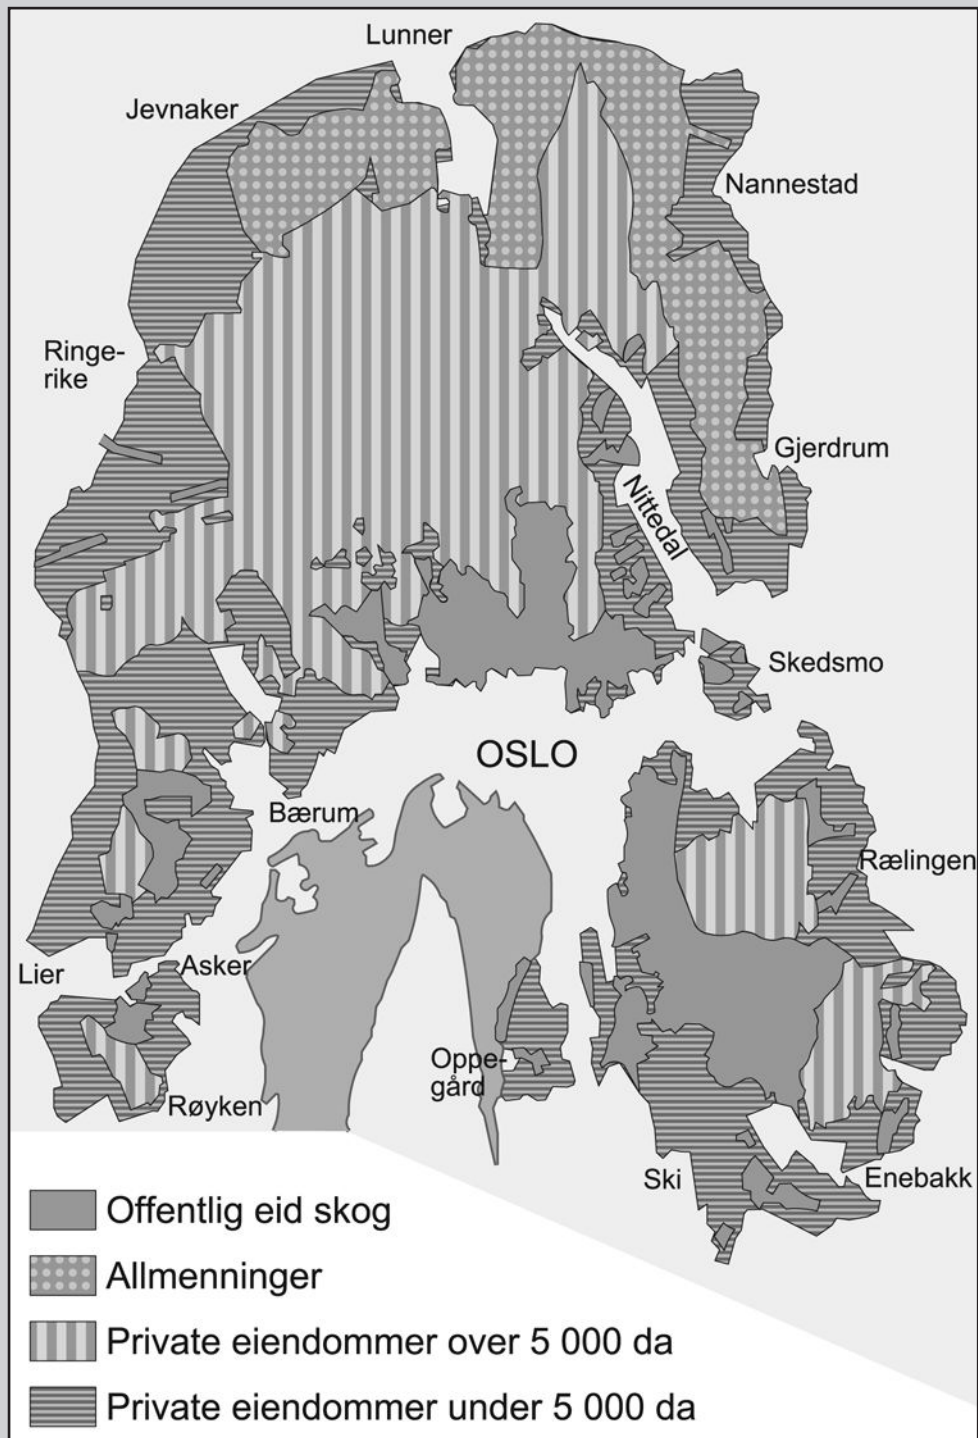 Lunner
Jevnaker
Nannestad
Ringe-
rike
Gjerdrum
Nittedal
Skedsmo
OSLO
Bærum
Rælingen
Lier
Asker
Oppe-
gård
Røyken
Ski
Enebakk
Offentlig eid skog
Allmenninger
Private eiendommer over 5 000 da
Private eiendommer under 5 000 da